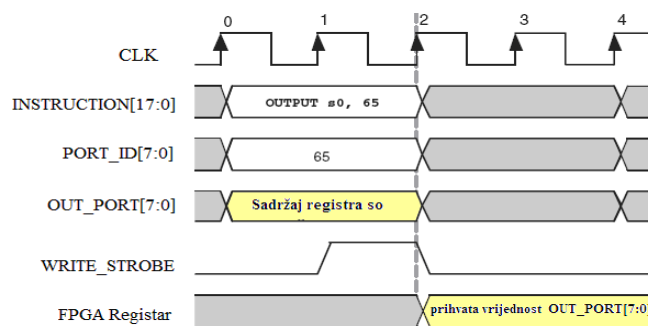 0 1 2 3 4
CLK
INSTRUCTION[17:0] OUTPUT s0, 65
PORT_ID[7:0] 65
OUT_PORT[7:0] Sadržaj registra so
WRITE_STROBE
FPGA Registar prihvata vrijednost OUT_PORT[7:0]